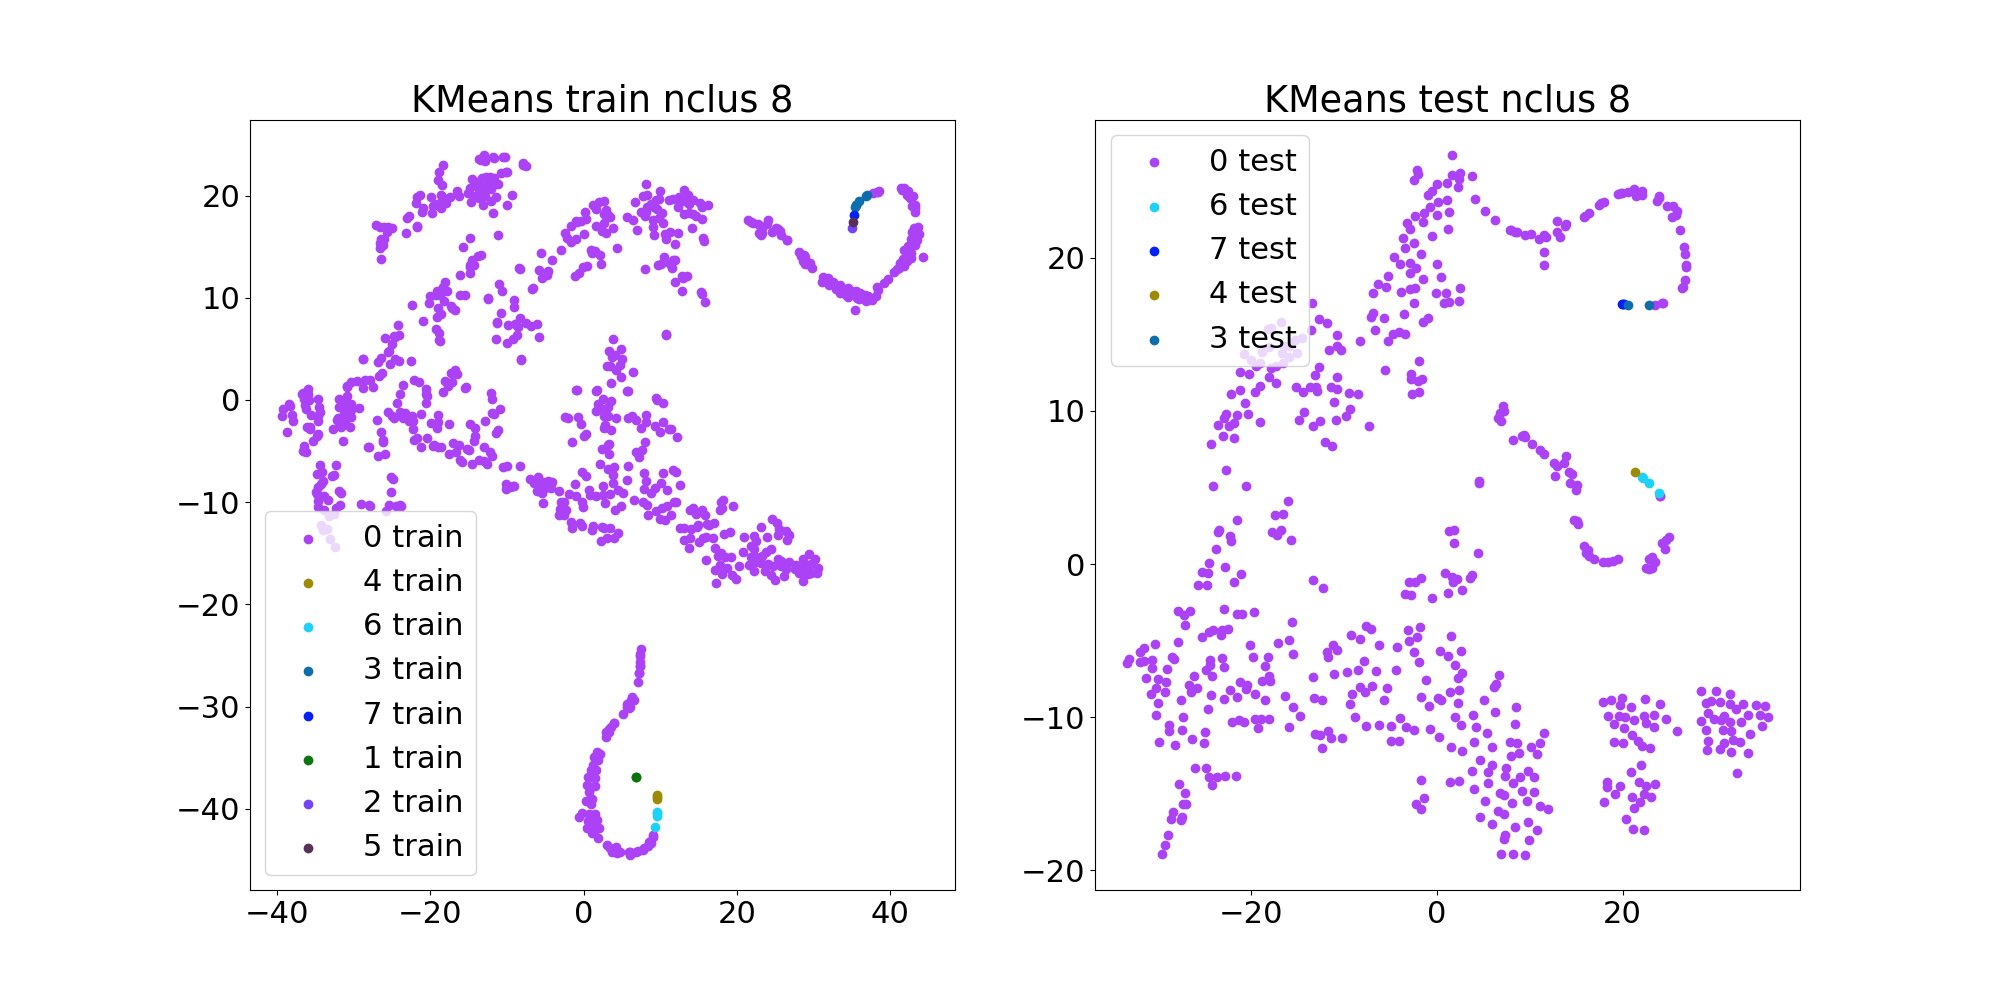 KMeans train nclus 8
20
10
0
−10
−20
−30
−40
−40
−20
0
20
40
0 train
4 train
6 train
3 train
7 train
1 train
2 train
5 train
KMeans test nclus 8
20
10
0
−10
−20
−20
0
20
0 test
6 test
7 test
4 test
3 test